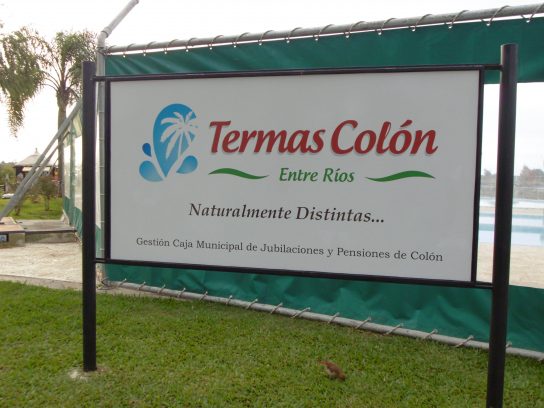 Termas Colón
Entre Ríos
Naturalmente Distintas...
Gestión Caja Municipal de Jubilaciones y Pensiones de Colón